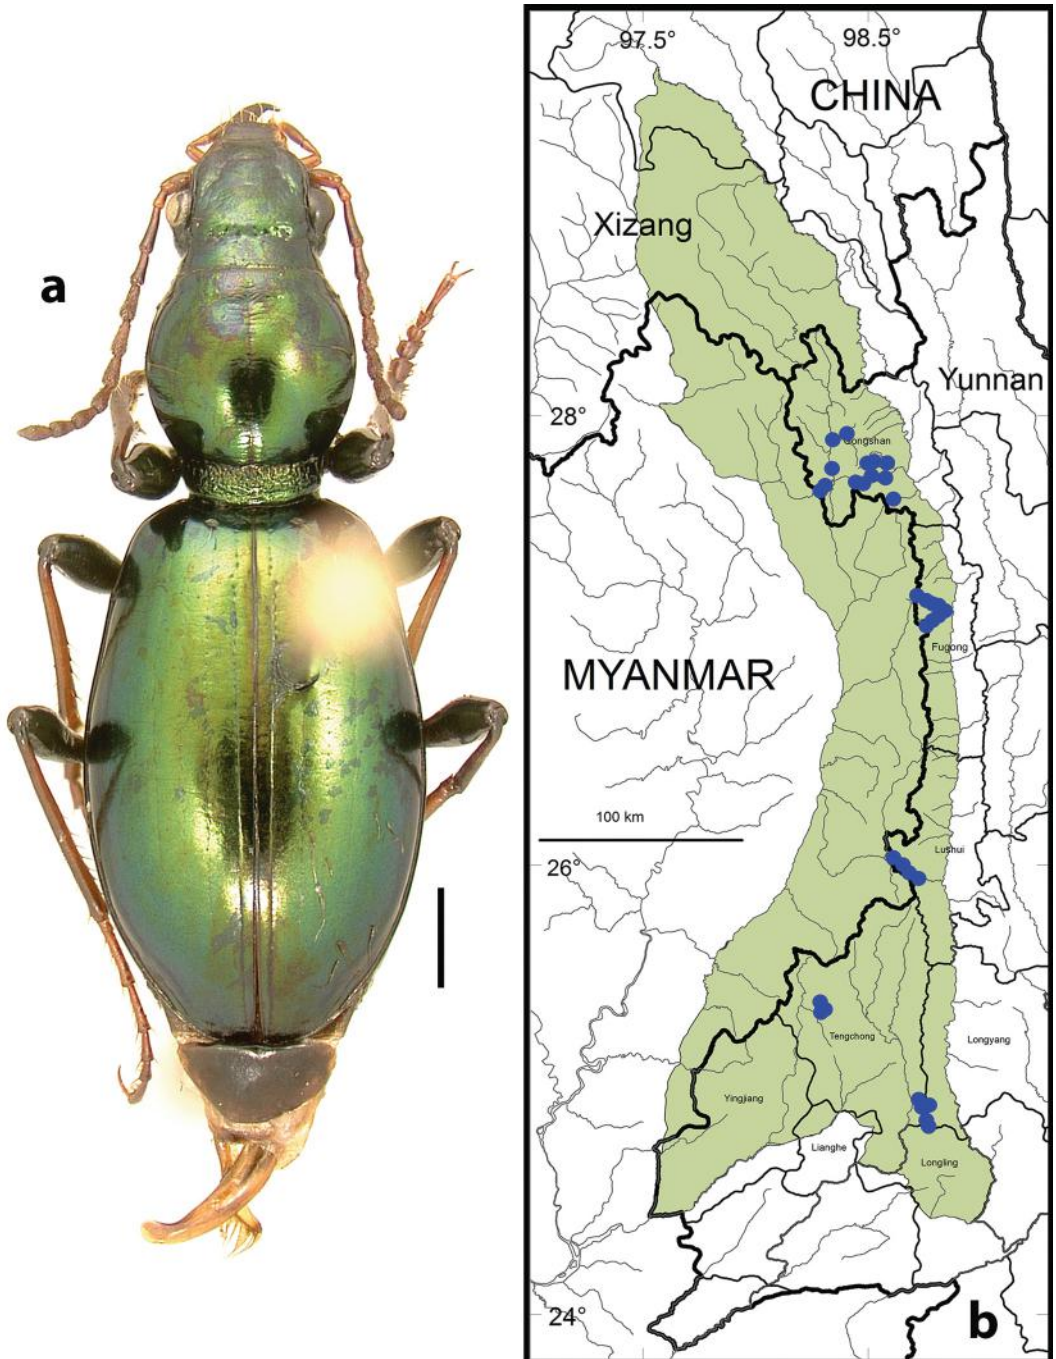 a
97.5°
98.5°
CHINA
Xizang
Yunnan
28°
Gongshan
Fugong
MYANMAR
100 km
26°
Lushui
Tengchong
Longyang
Yingjiang
Lianghe
Longling
24°
b